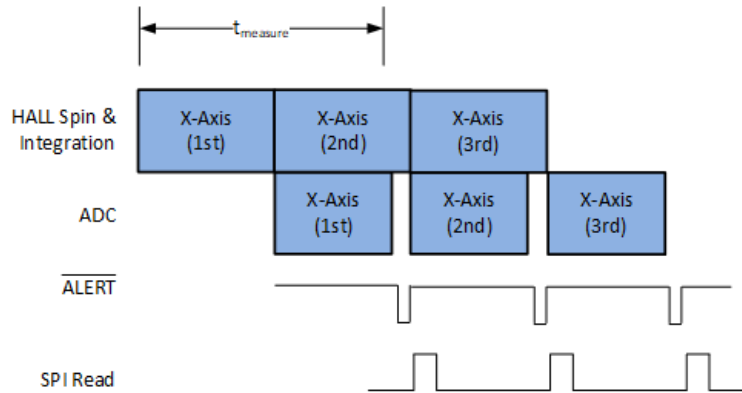 tmeasure
HALL Spin &
Integration
X-Axis
(1st)
X-Axis
(2nd)
X-Axis
(3rd)
ADC
X-Axis
(1st)
X-Axis
(2nd)
X-Axis
(3rd)
ALERT
SPI Read